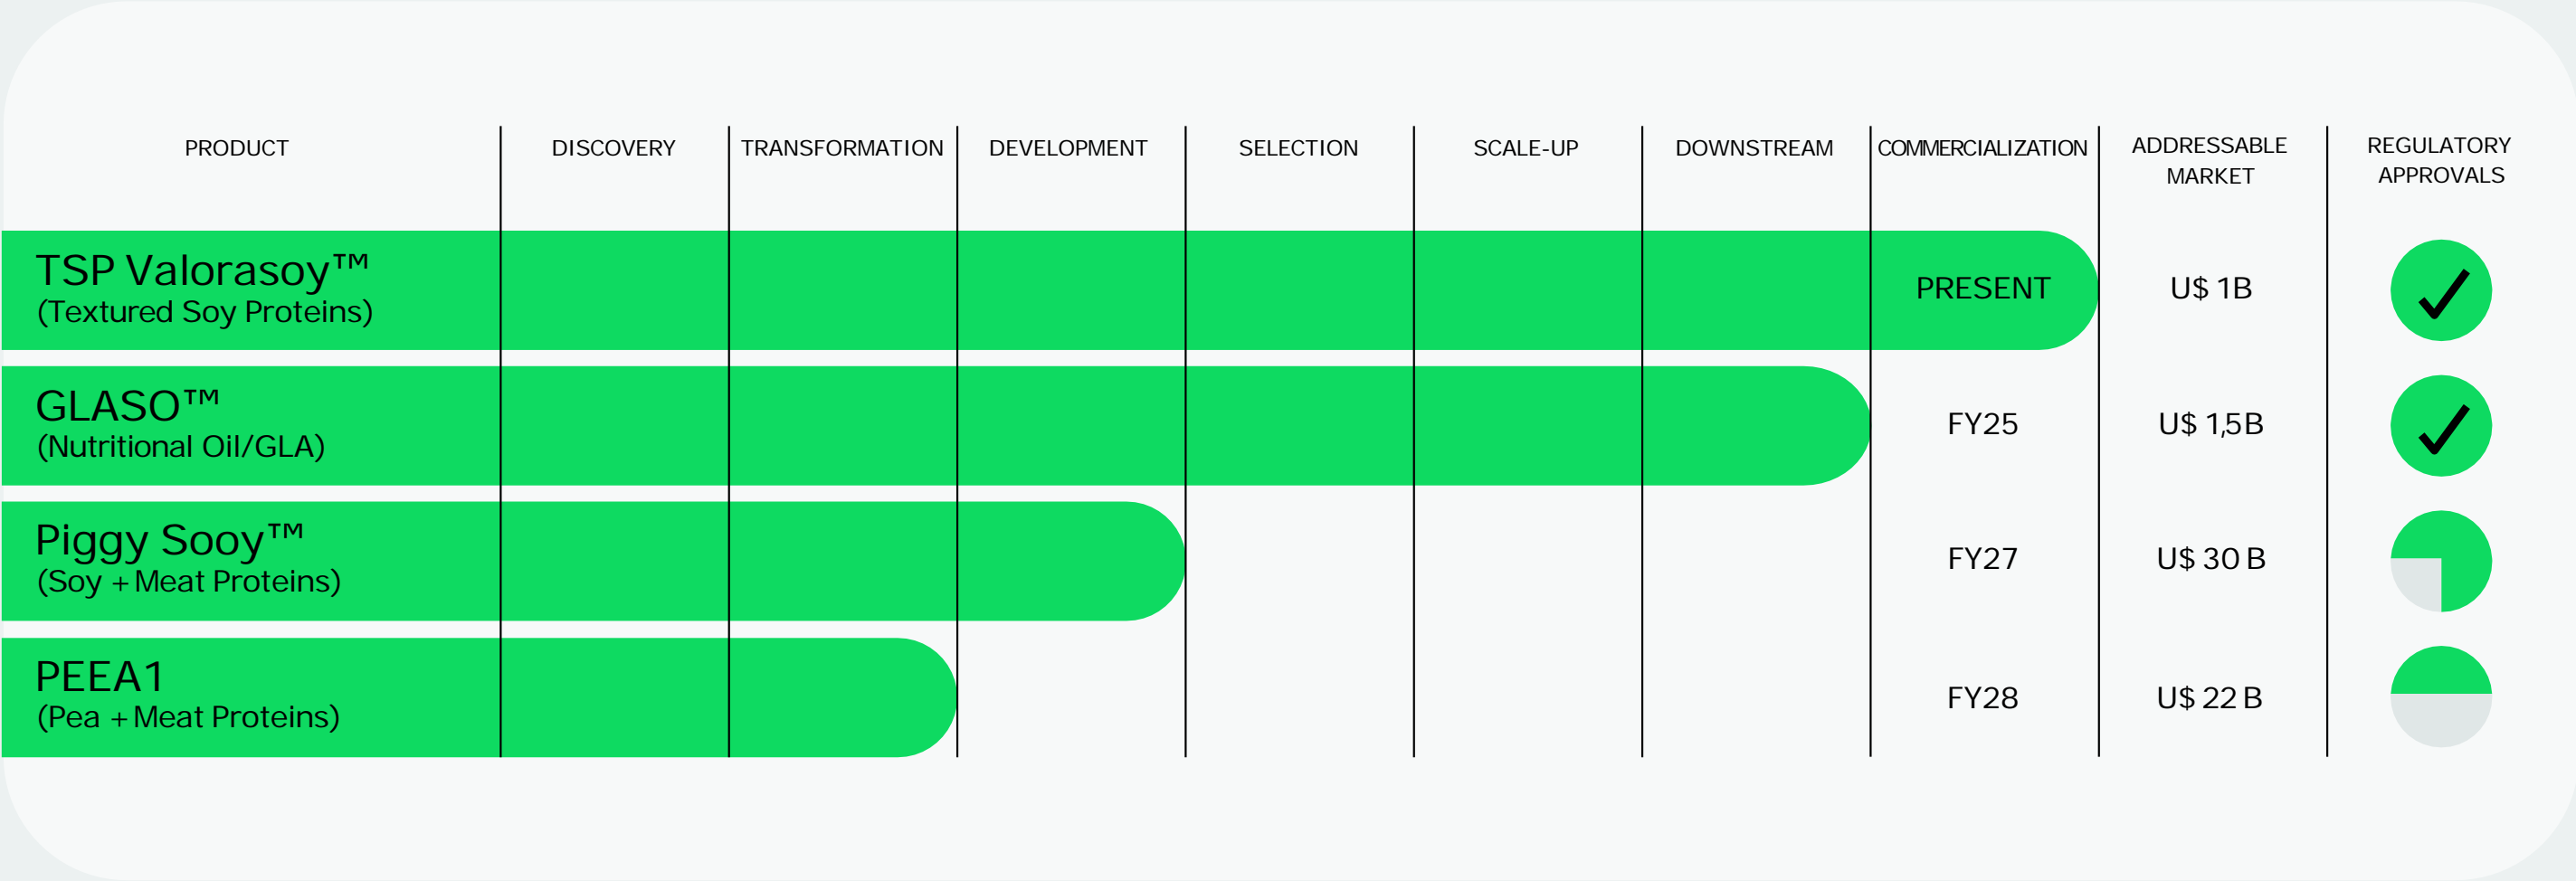 PRODUCT DISCOVERY TRANSFORMATION DEVELOPMENT SELECTION SCALE-UP DOWNSTREAM COMMERCIALIZATION ADDRESSABLE MARKET REGULATORY APPROVALS
TSP Valorasoy™
(Textured Soy Proteins)
PRESENT
U$ 1B
GLASO™
(Nutritional Oil/GLA)
FY25
U$ 1,5B
Piggy Sooy™
(Soy + Meat Proteins)
FY27
U$ 30 B
PEEA1
(Pea + Meat Proteins)
FY28
U$ 22 B